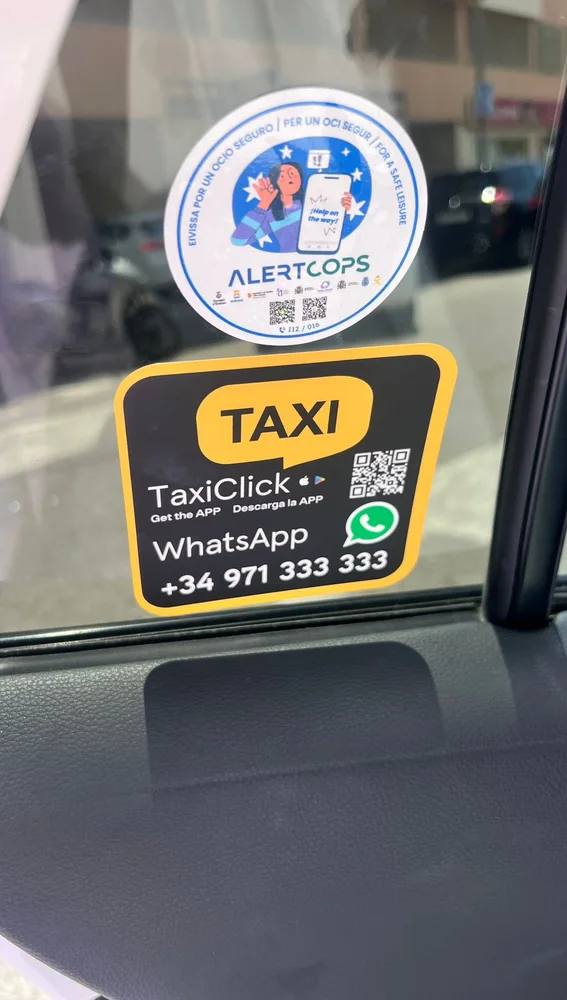 EIVISSA POR UN OCIO SEGURO / PER UN OCI SEGUR / FOR A SAFE LEISURE
¡Help on
the way!
ALERTCOPS
112 / 016
TAXI
TaxiClick
Get the APP Descarga la APP
WhatsApp
+34 971 333 333